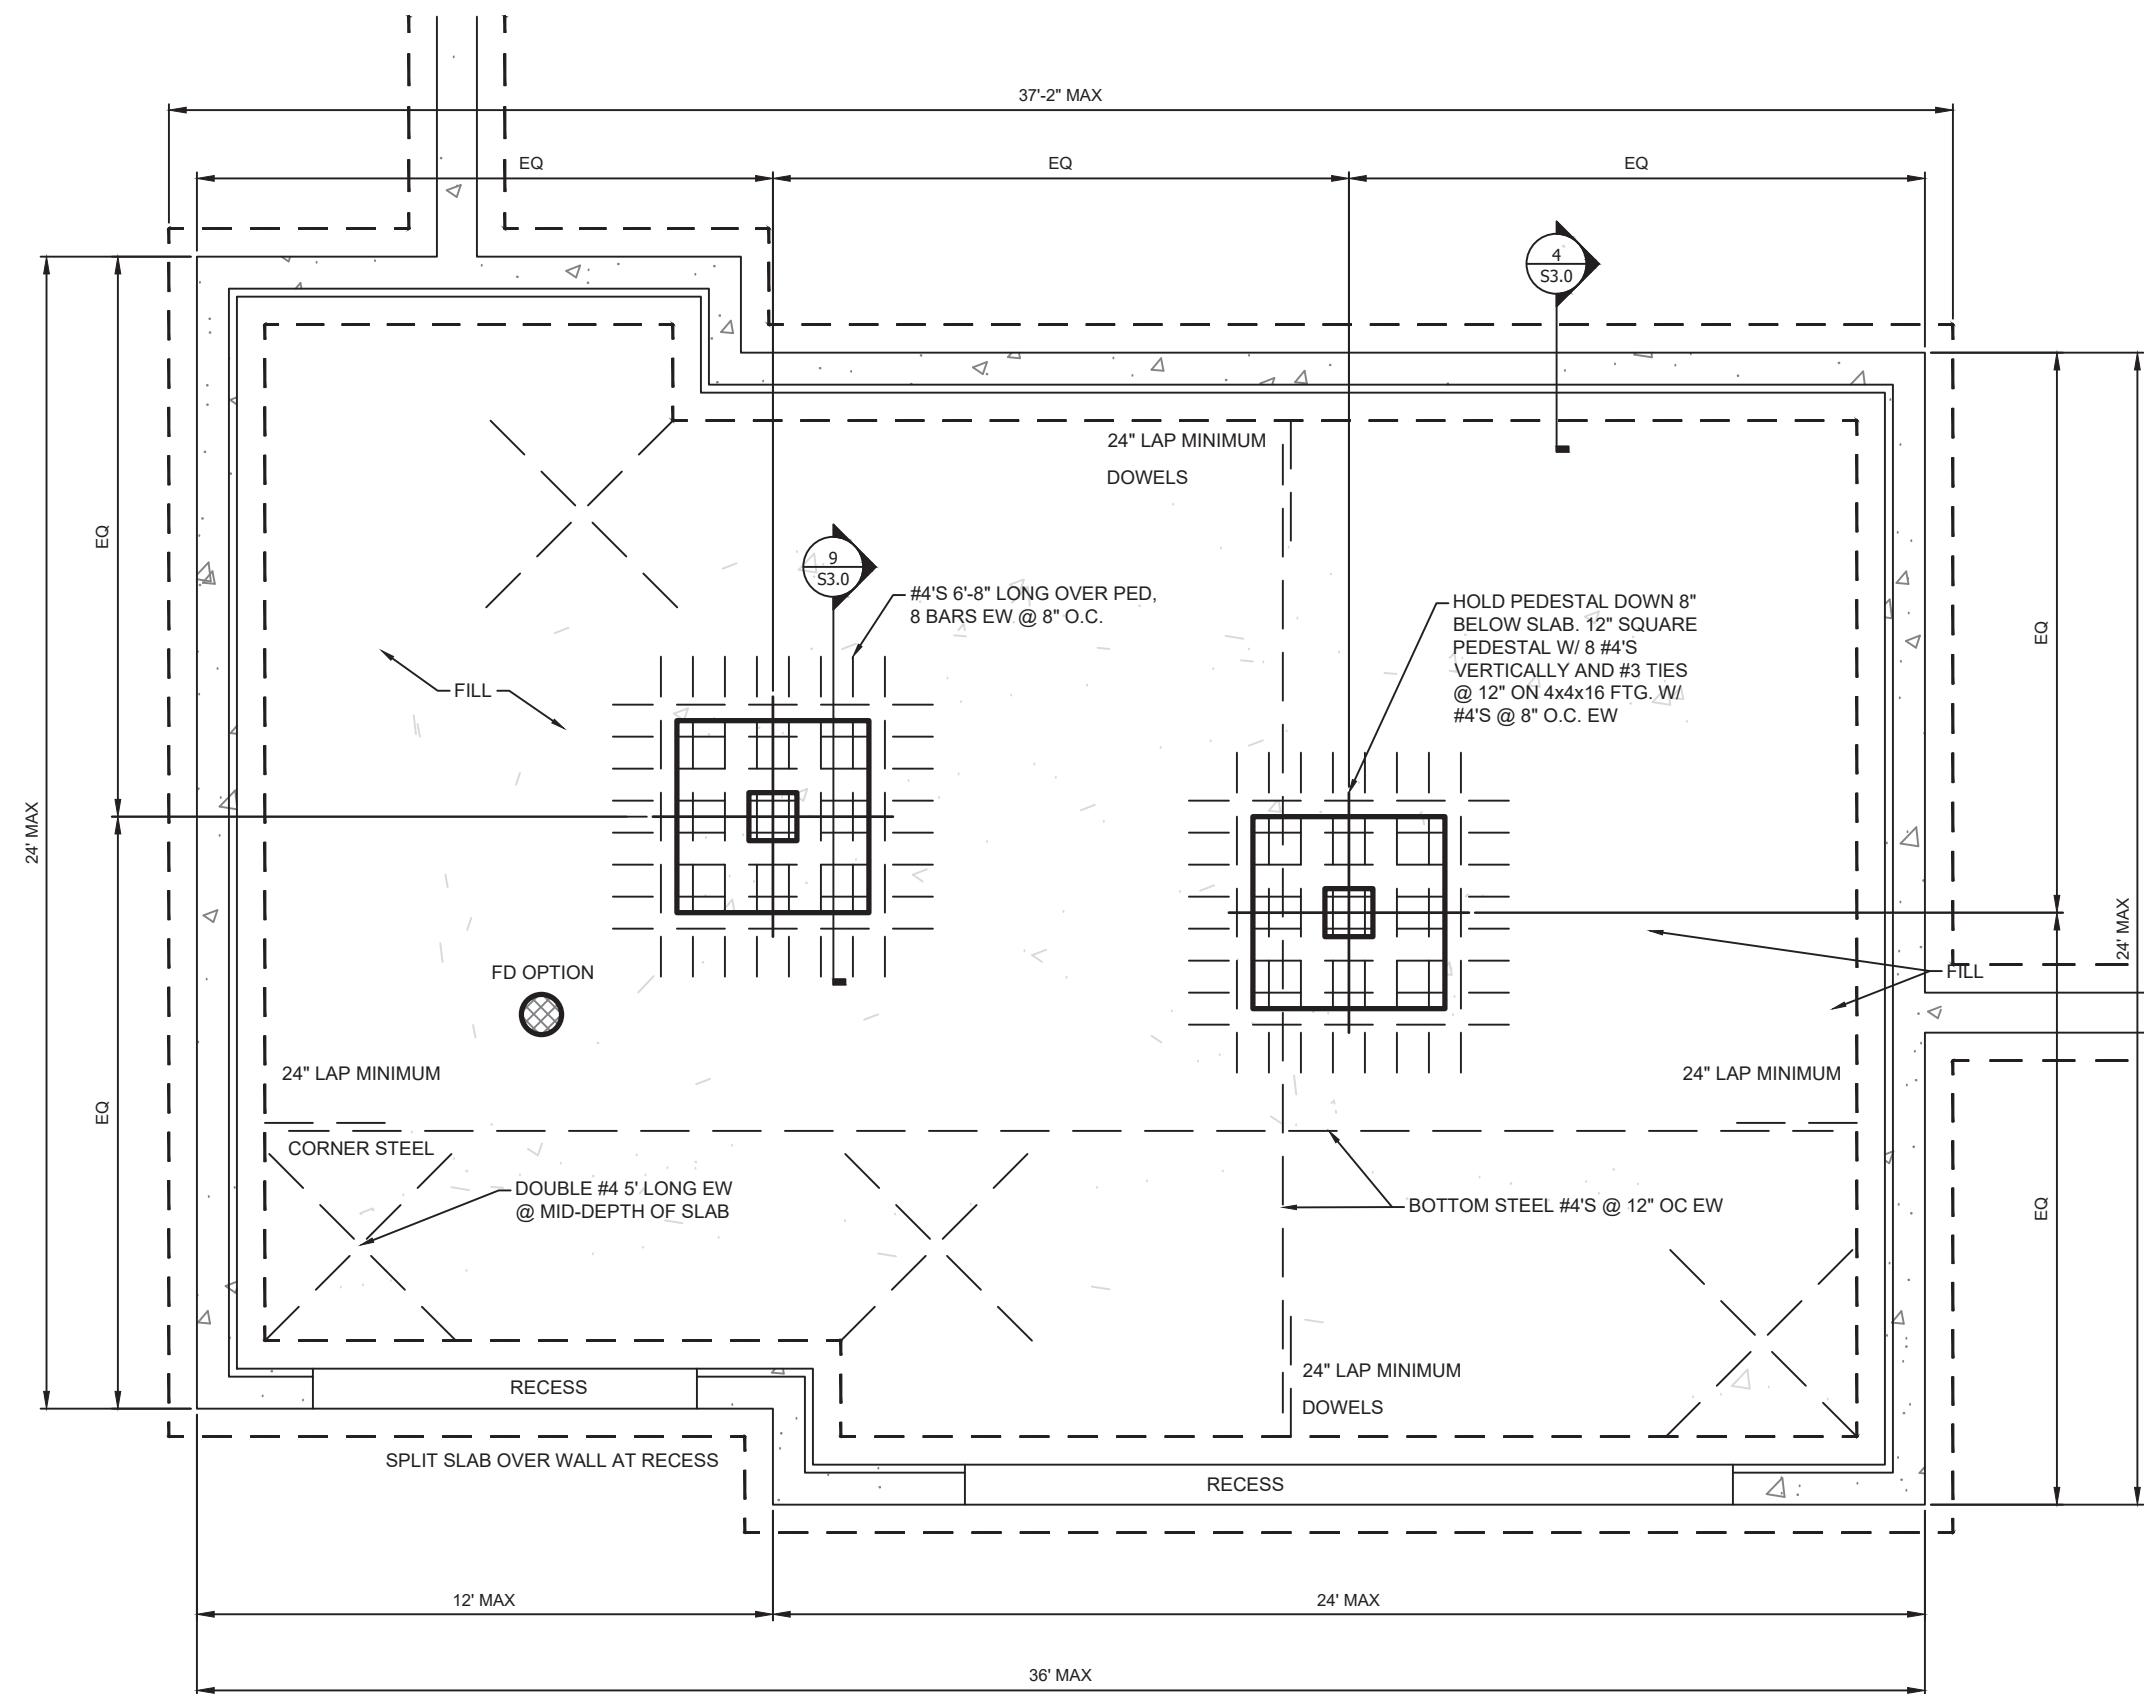 37'-2" MAX
EQ
EQ
EQ
4
S3.0
24" LAP MINIMUM
DOWELS
EQ
9
S3.0
#4'S 6'-8" LONG OVER PED,
8 BARS EW @ 8" O.C.
HOLD PEDESTAL DOWN 8"
BELOW SLAB. 12" SQUARE
PEDESTAL W/ 8 #4'S
VERTICALLY AND #3 TIES
@ 12" ON 4x4x16 FTG. W/
#4'S @ 8" O.C. EW
EQ
FILL
24' MAX
24' MAX
FD OPTION
FILL
24" LAP MINIMUM
24" LAP MINIMUM
EQ
CORNER STEEL
DOUBLE #4 5' LONG EW
@ MID-DEPTH OF SLAB
BOTTOM STEEL #4'S @ 12" OC EW
EQ
RECESS
24" LAP MINIMUM
DOWELS
SPLIT SLAB OVER WALL AT RECESS
RECESS
12' MAX
24' MAX
36' MAX